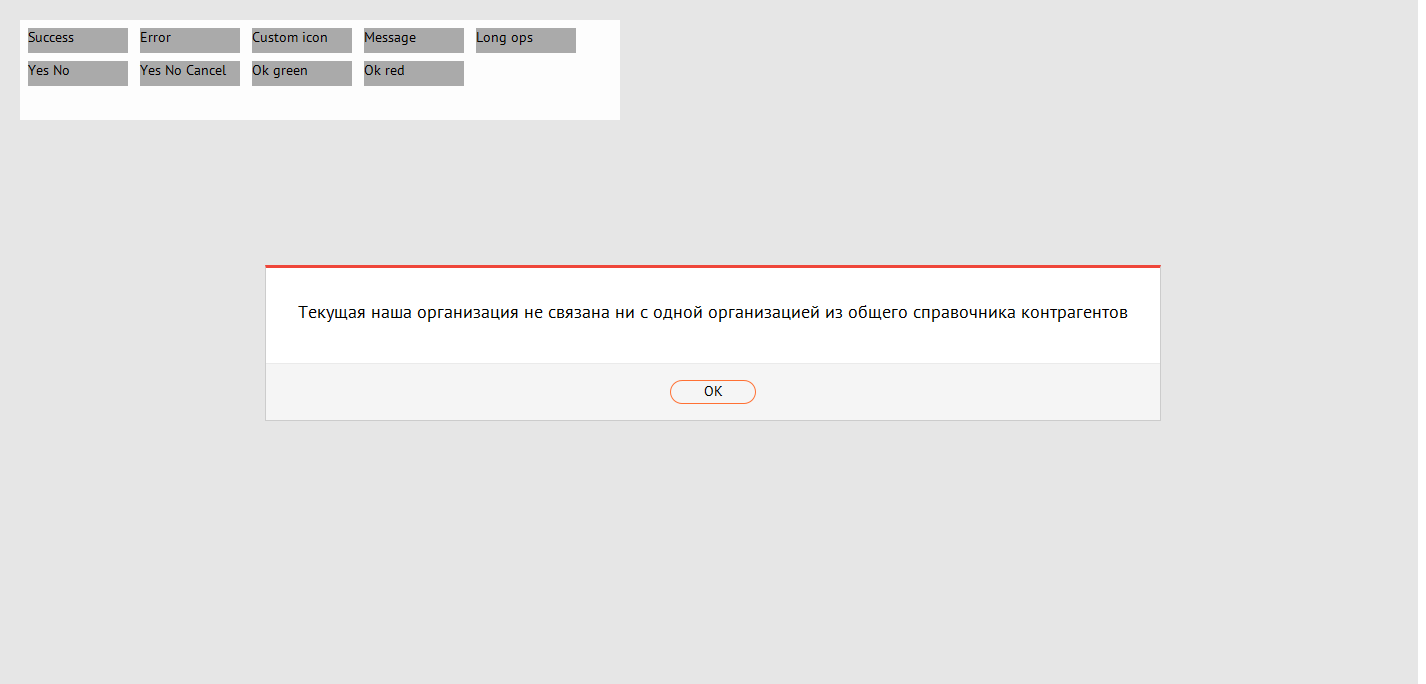 Success Error Custom icon Message Long ops
Yes No Yes No Cancel Ok green Ok red
Текущая наша организация не связана ни с одной организацией из общего справочника контрагентов
OK